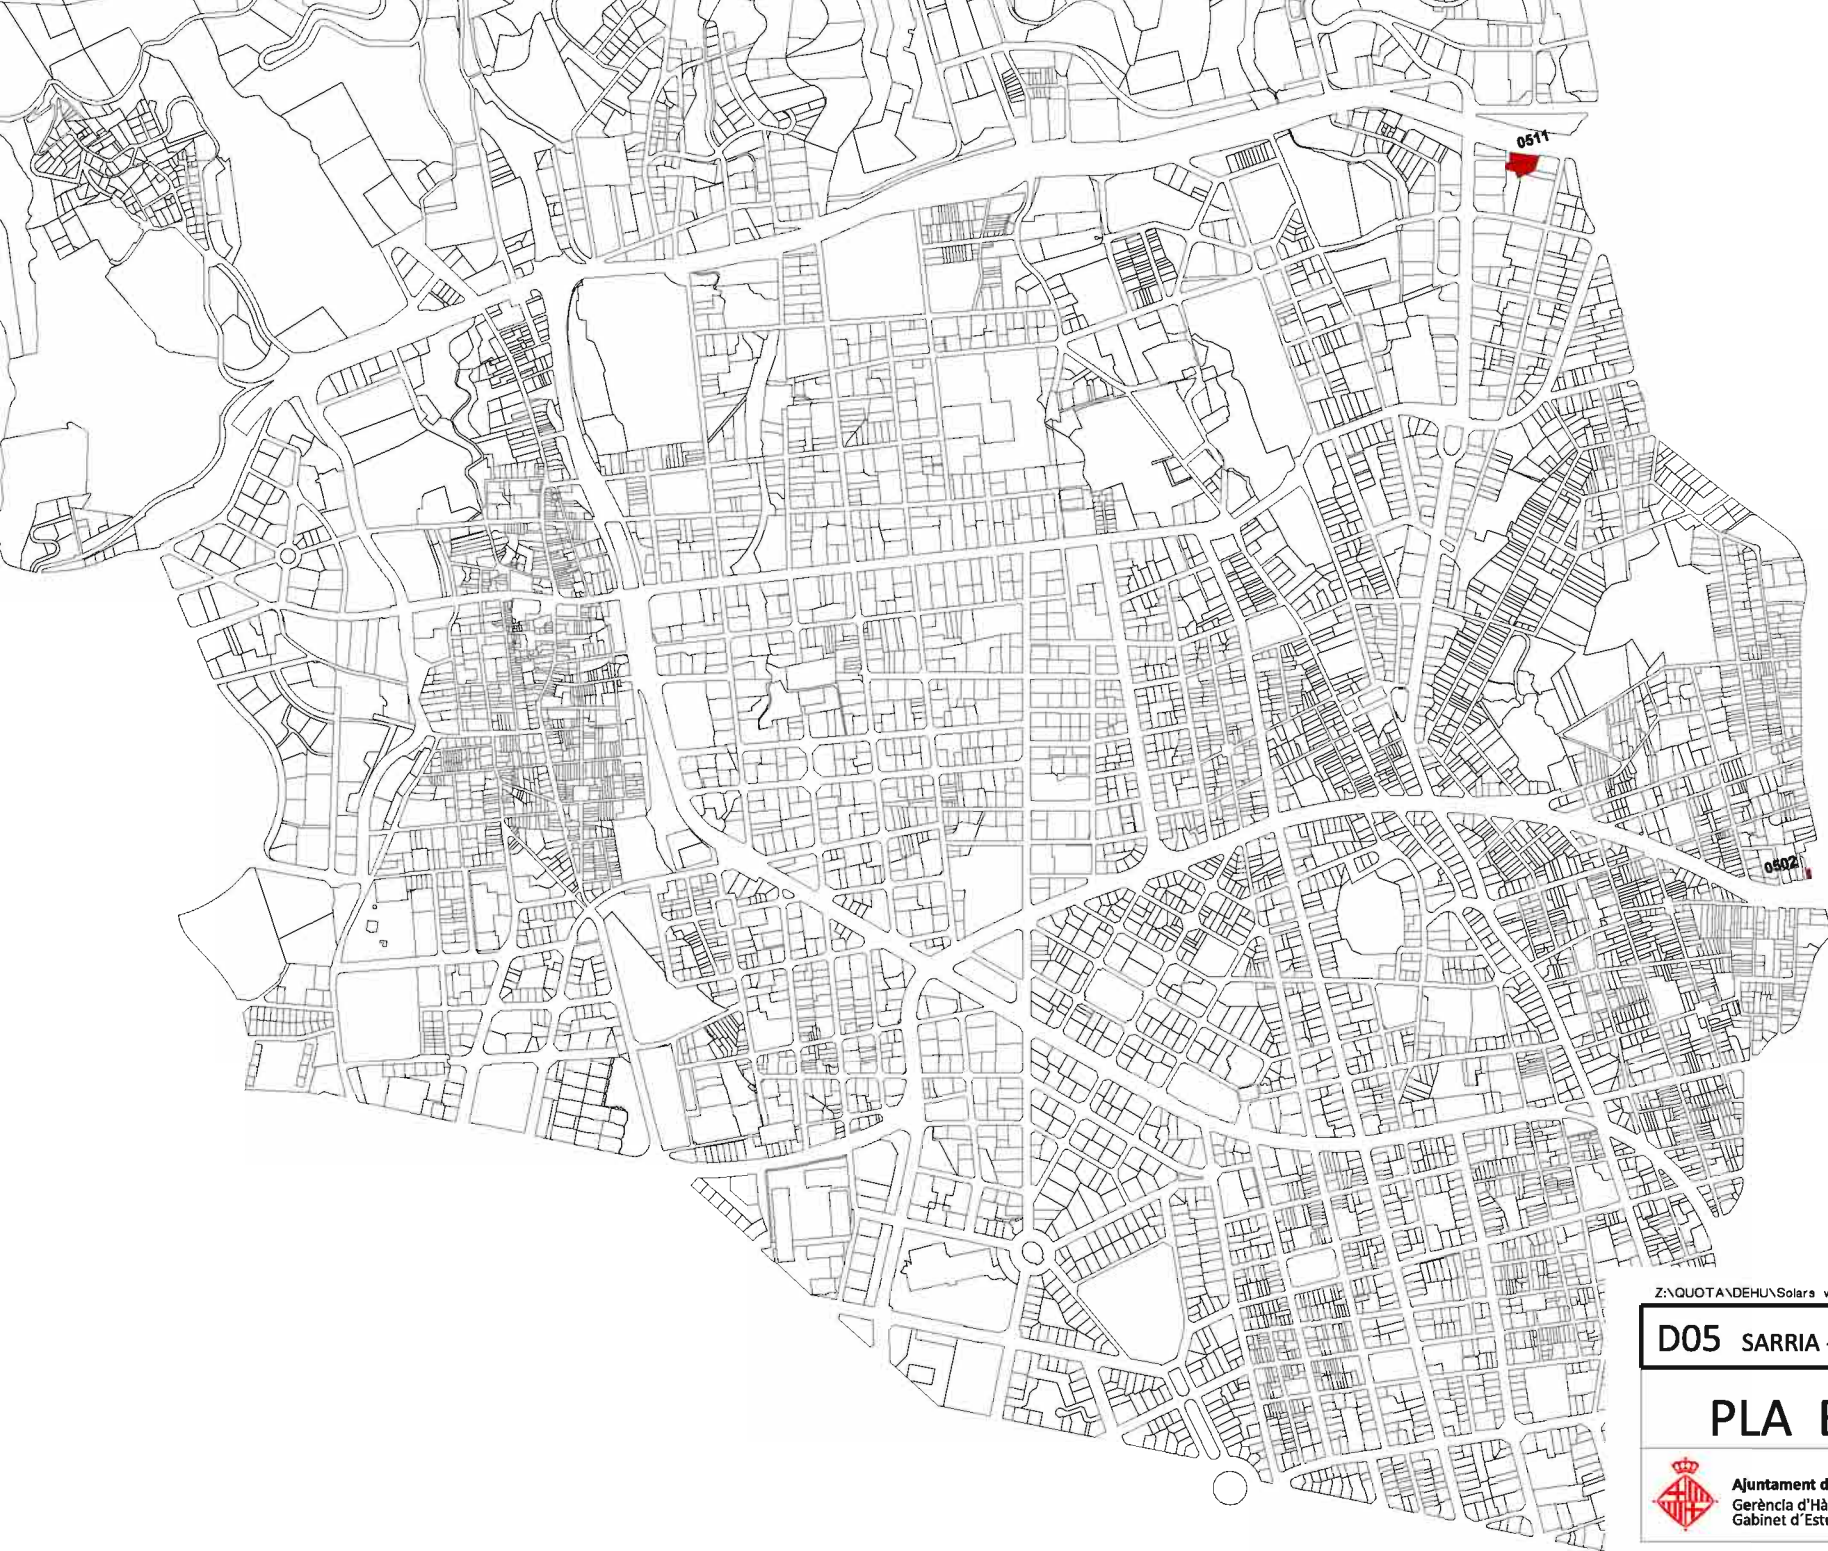 0511
0502
Z:\QUOTA\DEHU\Solars
D05 SARRIA -
PLA
Ajuntament d
Gerència d'Hà
Gabinet d´Estu